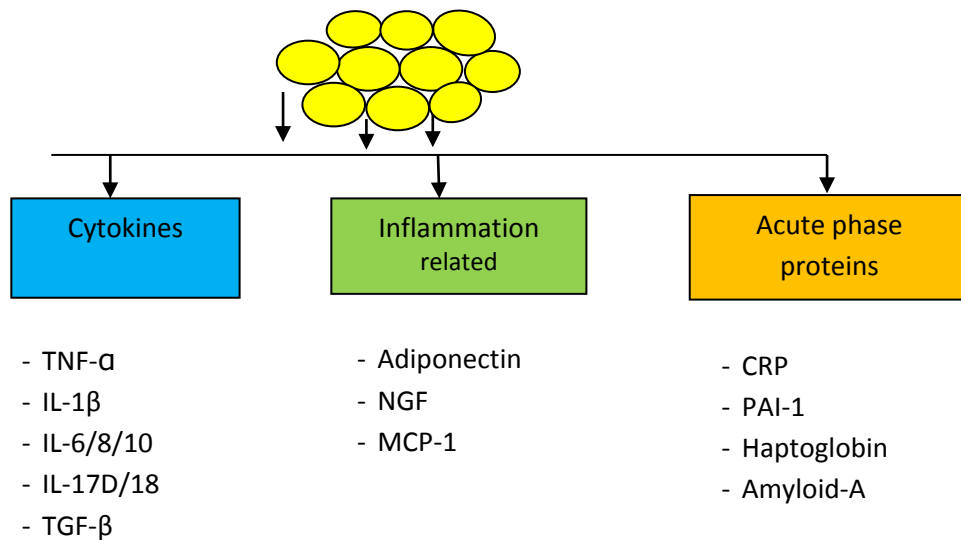 Cytokines
Inflammation
related
Acute phase
proteins
- TNF-ɑ
- IL-1β
- IL-6/8/10
- IL-17D/18
- TGF-β
- Adiponectin
- NGF
- MCP-1
- CRP
- PAI-1
- Haptoglobin
- Amyloid-A